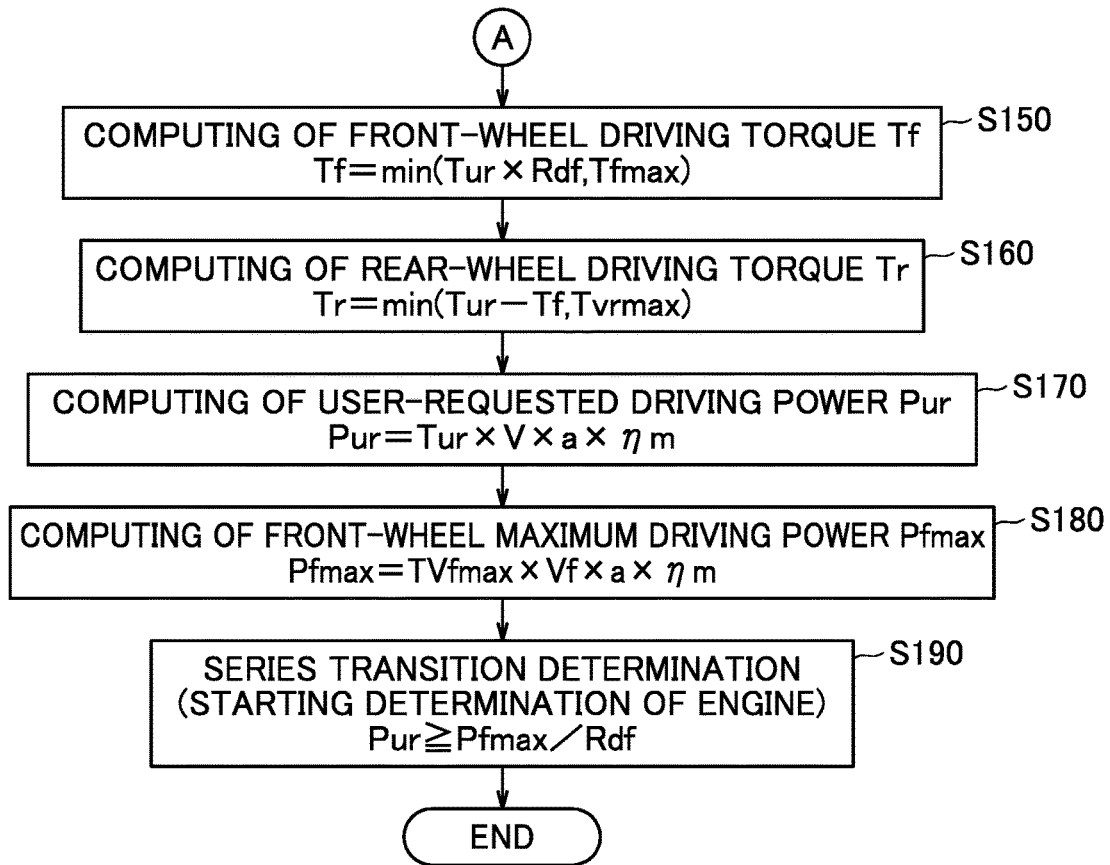 A
COMPUTING OF FRONT-WHEEL DRIVING TORQUE Tf
Tf=min(Tur×Rdf,Tfmax)
S150
COMPUTING OF REAR-WHEEL DRIVING TORQUE Tr
Tr=min(Tur-Tf,Tvrmax)
S160
COMPUTING OF USER-REQUESTED DRIVING POWER Pur
Pur=Tur×V×a×ηm
S170
COMPUTING OF FRONT-WHEEL MAXIMUM DRIVING POWER Pfmax
Pfmax=TVfmax×Vf×a×ηm
S180
SERIES TRANSITION DETERMINATION
(STARTING DETERMINATION OF ENGINE)
Pur≧Pfmax/Rdf
S190
END